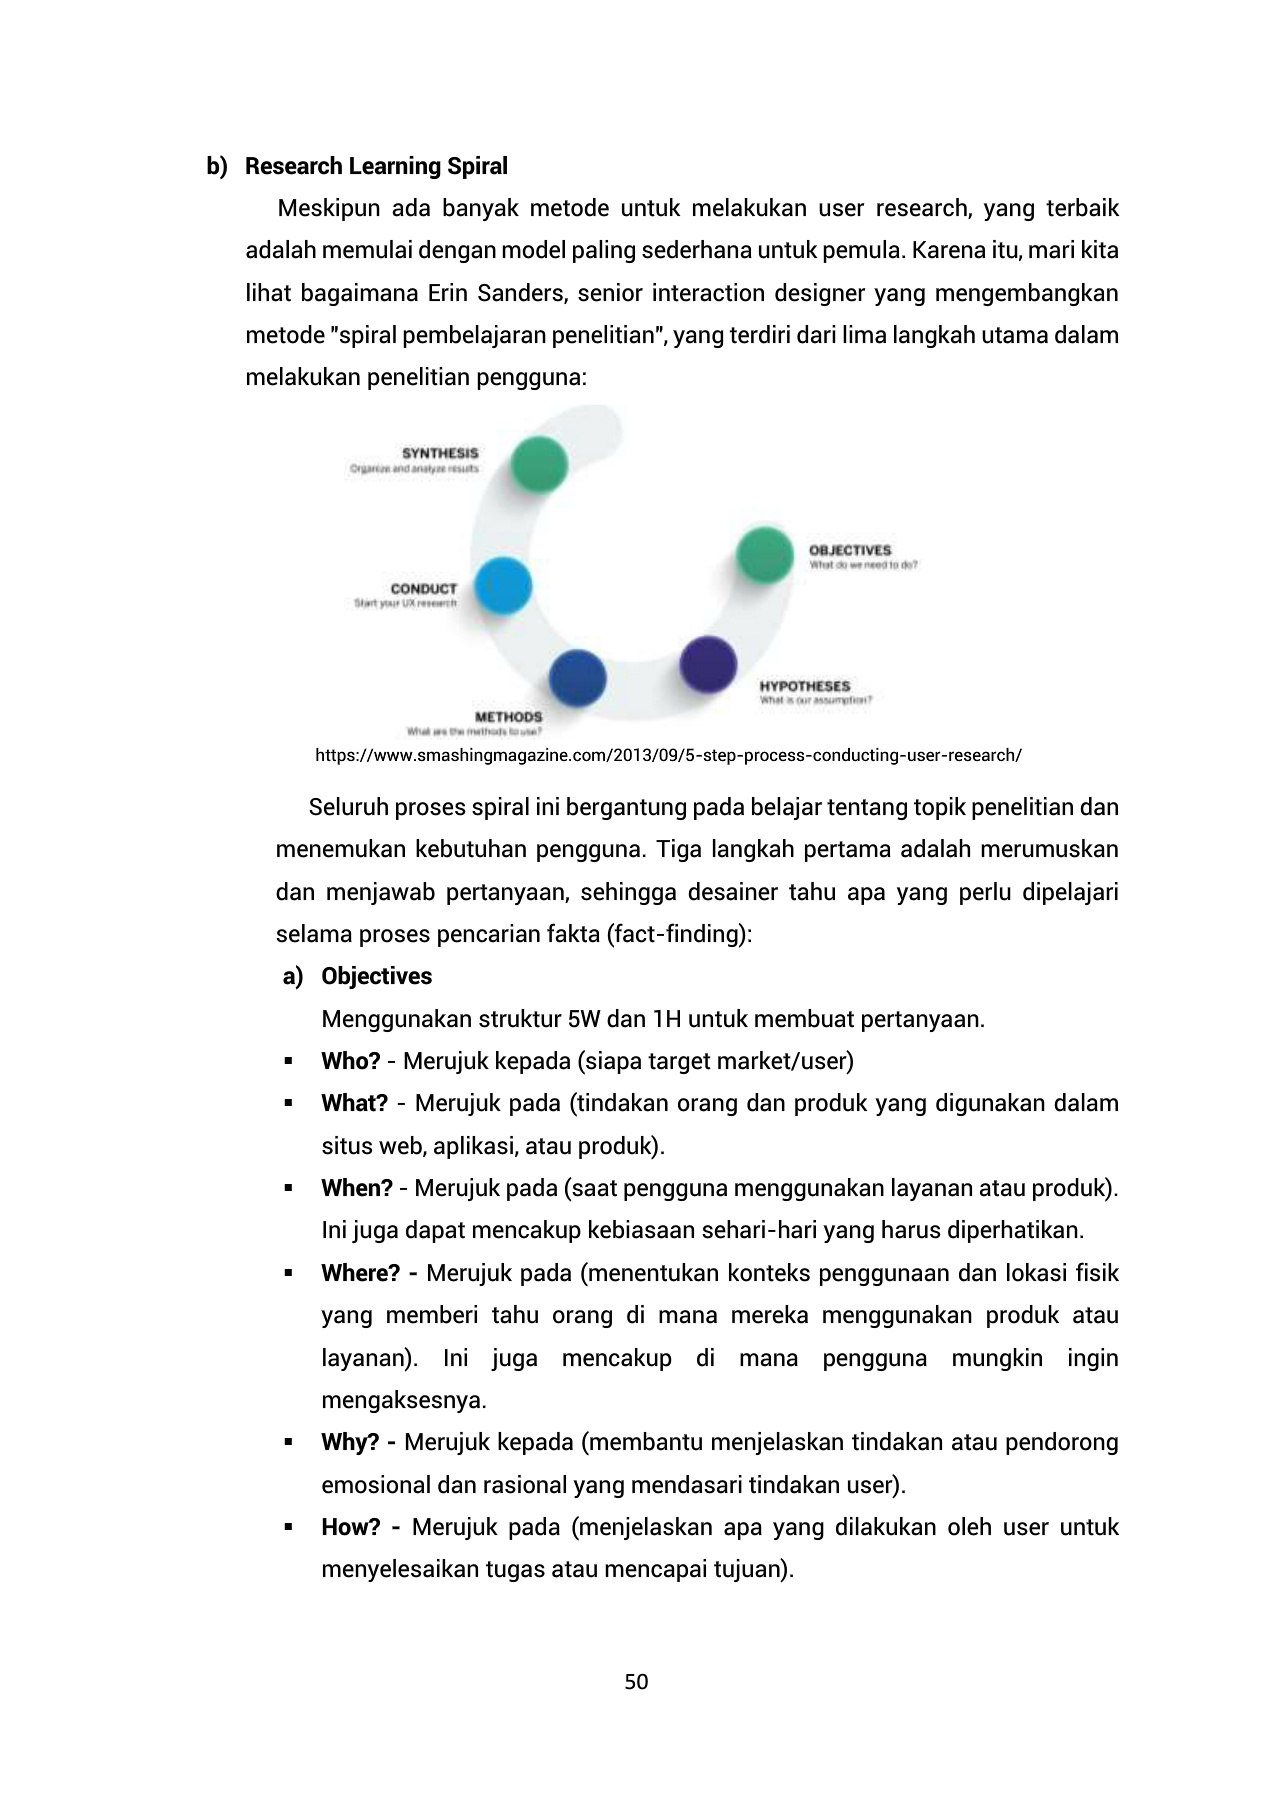 b) Research Learning Spiral
Meskipun ada banyak metode untuk melakukan user research, yang terbaik
adalah memulai dengan model paling sederhana untuk pemula. Karena itu, mari kita
lihat bagaimana Erin Sanders, senior interaction designer yang mengembangkan
metode "spiral pembelajaran penelitian", yang terdiri dari lima langkah utama dalam
melakukan penelitian pengguna:
SYNTHESIS
Organize and analyze results
OBJECTIVES
What do we need to do?
CONDUCT
Start your UX research
HYPOTHESES
What is our assumption?
METHODS
What are the methods to use?
https://www.smashingmagazine.com/2013/09/5-step-process-conducting-user-research/
Seluruh proses spiral ini bergantung pada belajar tentang topik penelitian dan
menemukan kebutuhan pengguna. Tiga langkah pertama adalah merumuskan
dan menjawab pertanyaan, sehingga desainer tahu apa yang perlu dipelajari
selama proses pencarian fakta (fact-finding):
a) Objectives
Menggunakan struktur 5W dan 1H untuk membuat pertanyaan.
▪ Who? - Merujuk kepada (siapa target market/user)
▪ What? - Merujuk pada (tindakan orang dan produk yang digunakan dalam
situs web, aplikasi, atau produk).
▪ When? - Merujuk pada (saat pengguna menggunakan layanan atau produk).
Ini juga dapat mencakup kebiasaan sehari-hari yang harus diperhatikan.
▪ Where? - Merujuk pada (menentukan konteks penggunaan dan lokasi fisik
yang memberi tahu orang di mana mereka menggunakan produk atau
layanan). Ini juga mencakup di mana pengguna mungkin ingin
mengaksesnya.
▪ Why? - Merujuk kepada (membantu menjelaskan tindakan atau pendorong
emosional dan rasional yang mendasari tindakan user).
▪ How? - Merujuk pada (menjelaskan apa yang dilakukan oleh user untuk
menyelesaikan tugas atau mencapai tujuan).
50